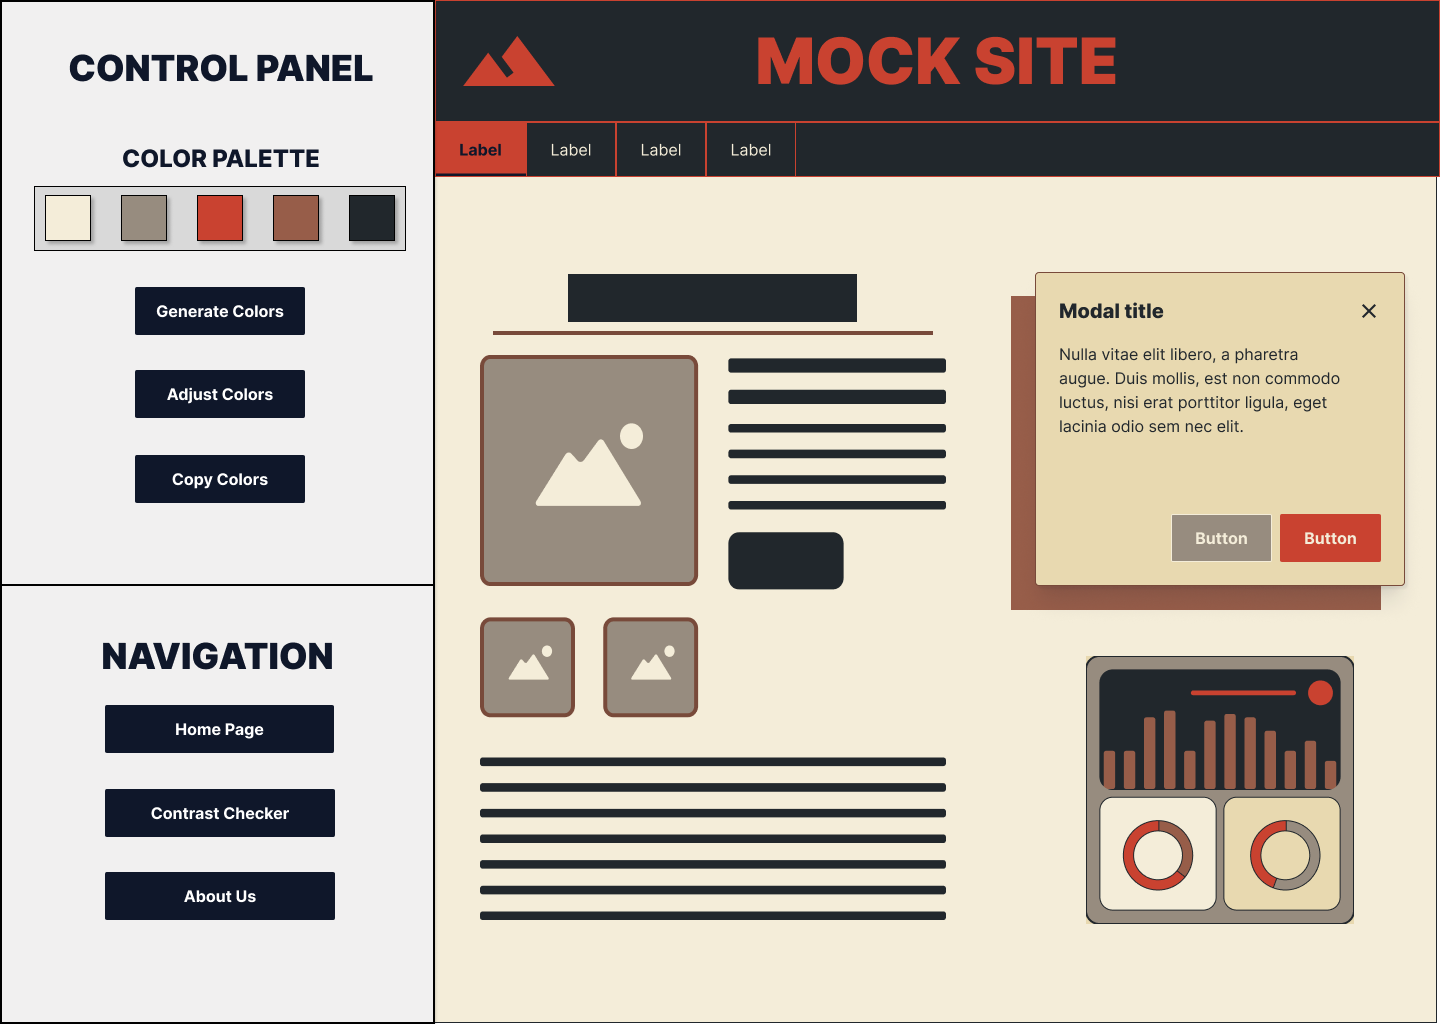 CONTROL PANEL
COLOR PALETTE
Generate Colors
Adjust Colors
Copy Colors
NAVIGATION
Home Page
Contrast Checker
About Us
MOCK SITE
Label
Label
Label
Label
Modal title
Nulla vitae elit libero, a pharetra
augue. Duis mollis, est non commodo
luctus, nisi erat porttitor ligula, eget
lacinia odio sem nec elit.
Button
Button